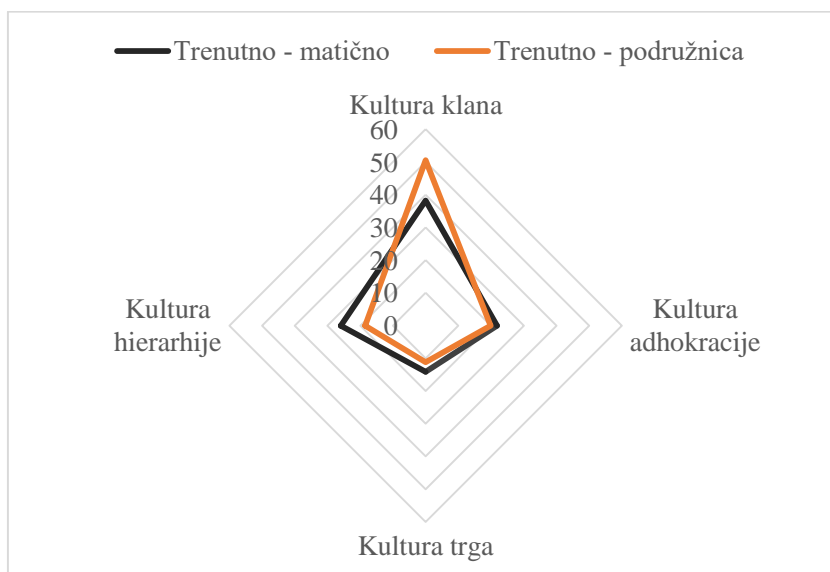 Trenutno - matično Trenutno - podružnica
Kultura klana
60
50
40
30
20
10
0
Kultura
hierarhije
Kultura
adhokracije
Kultura trga